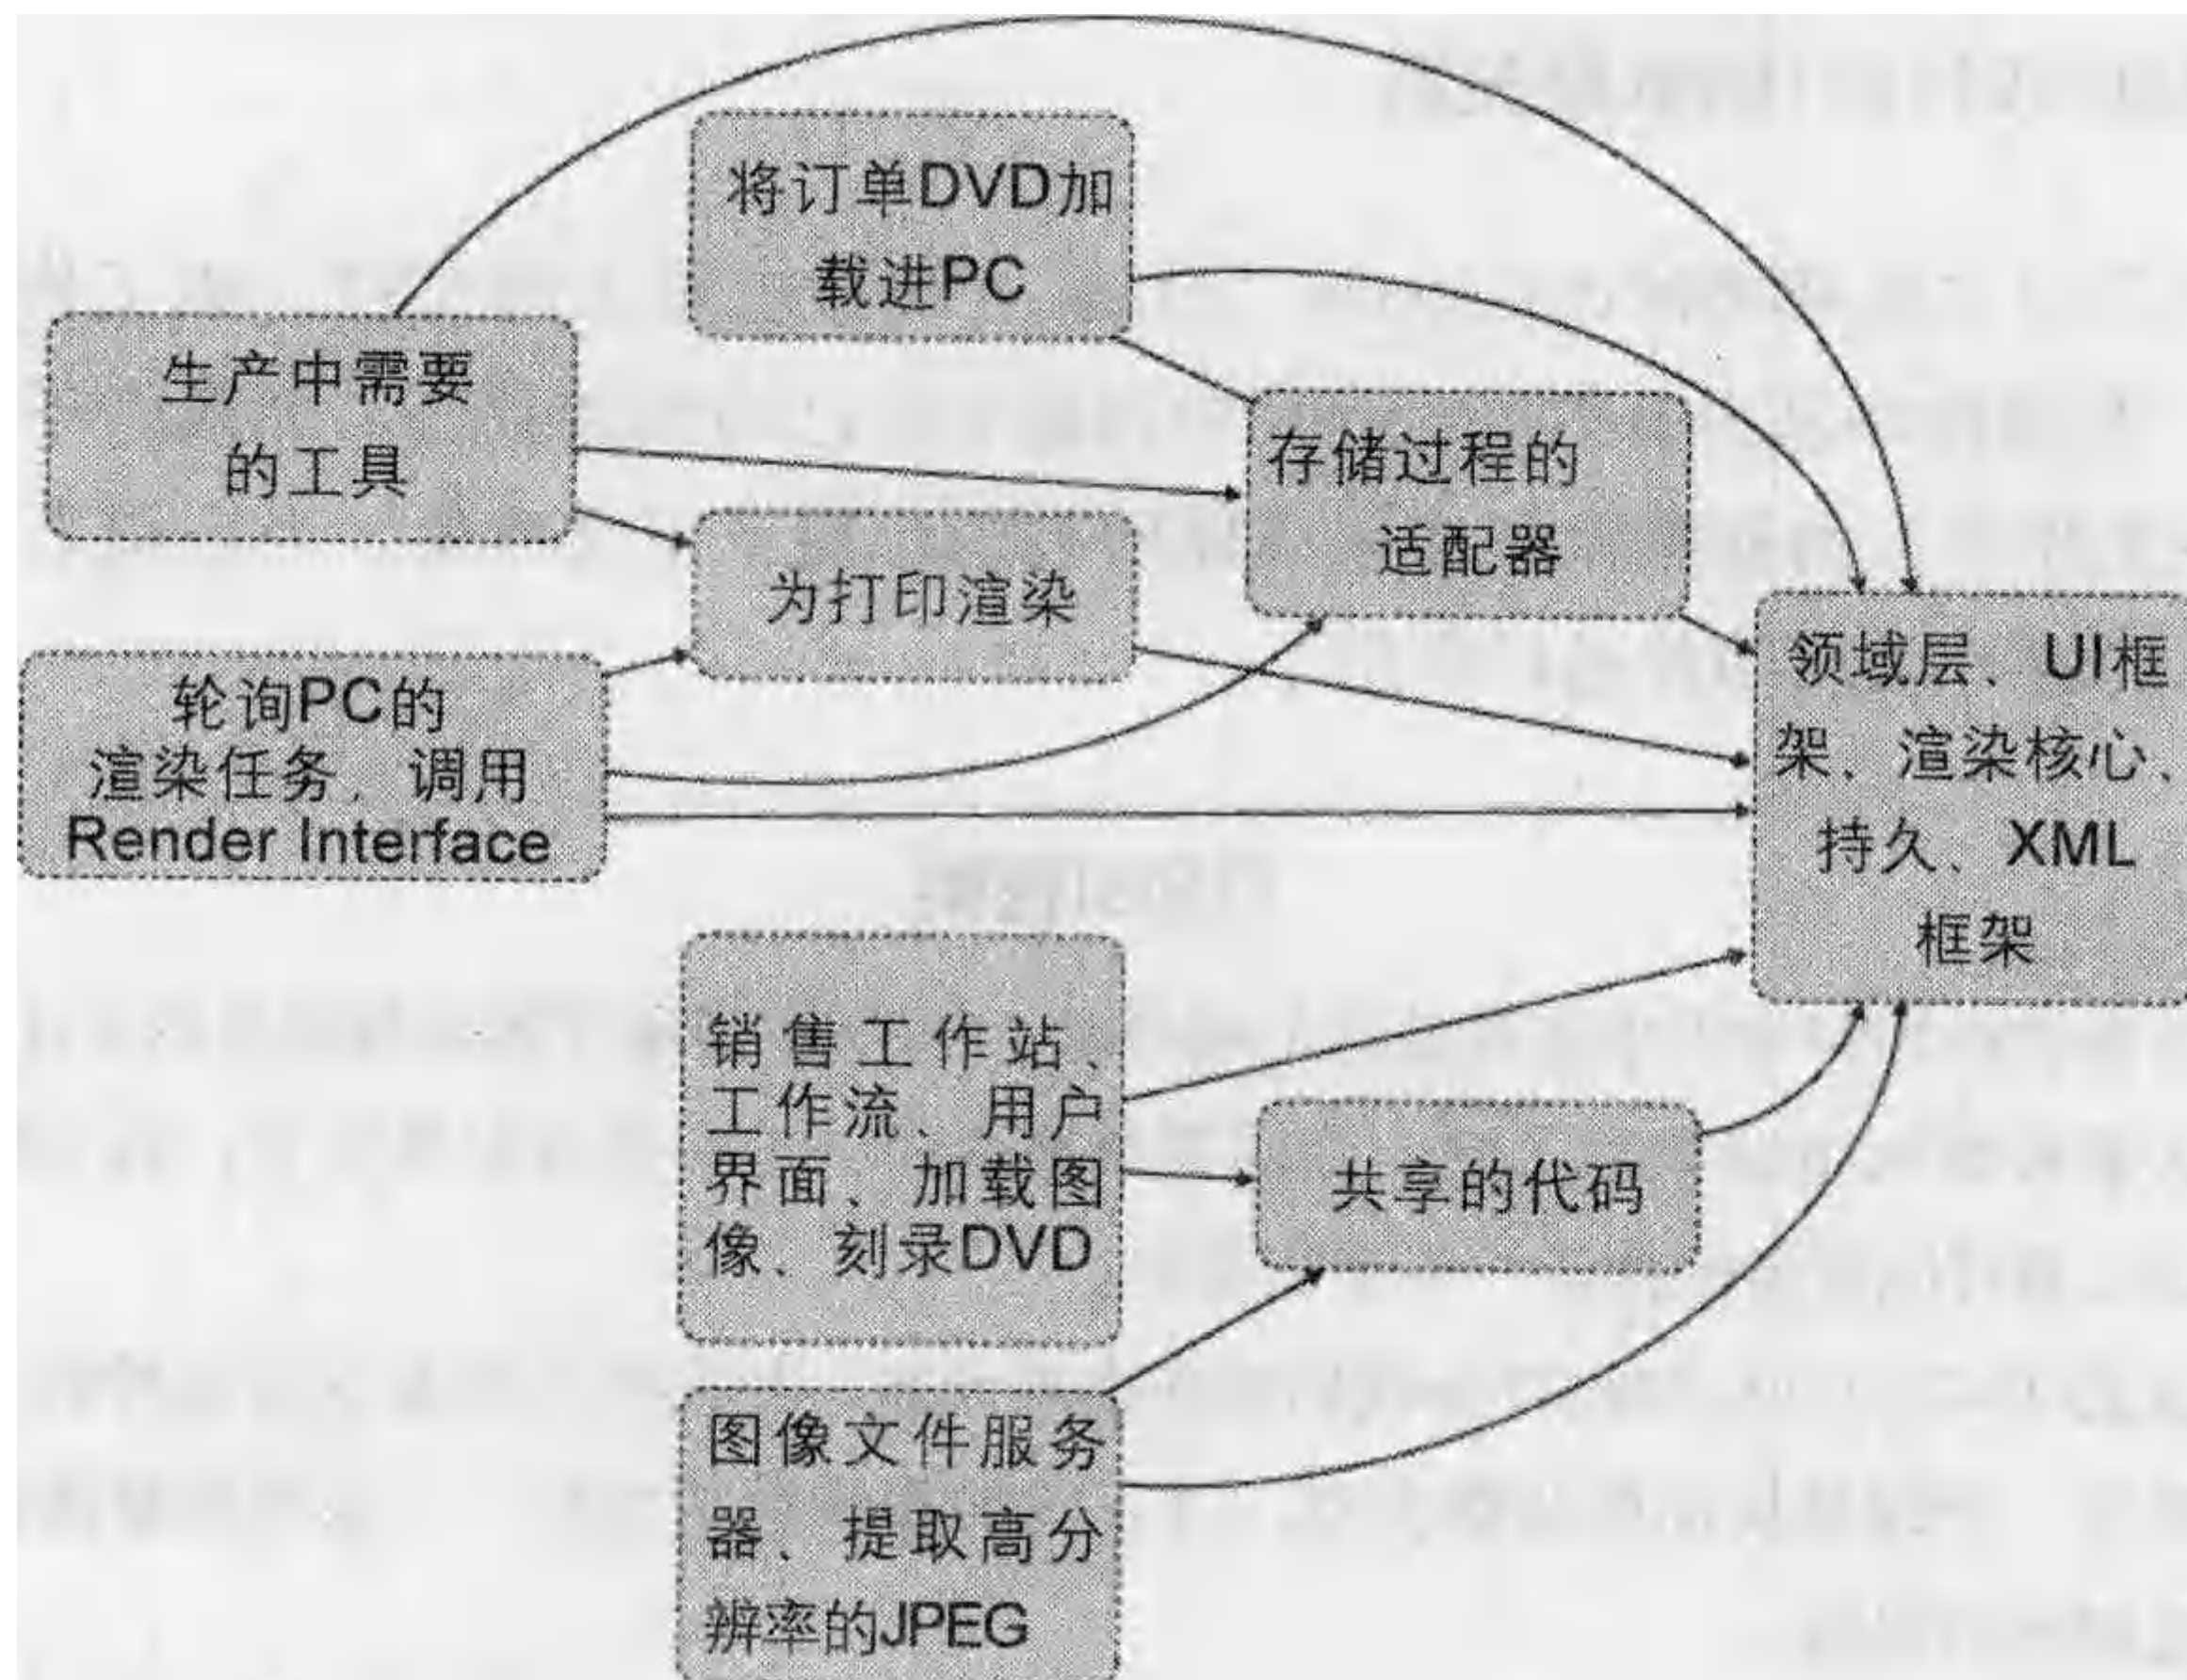 将订单DVD加
载进PC
生产中需要
的工具
存储过程的
适配器
为打印渲染
轮询PC的
渲染任务、调用
Render Interface
领域层、UI框
架、渲染核心、
持久、XML
框架
销售工作站、
工作流、用户
界面、加载图
像、刻录DVD
共享的代码
图像文件服务
器、提取高分
辨率的JPEG